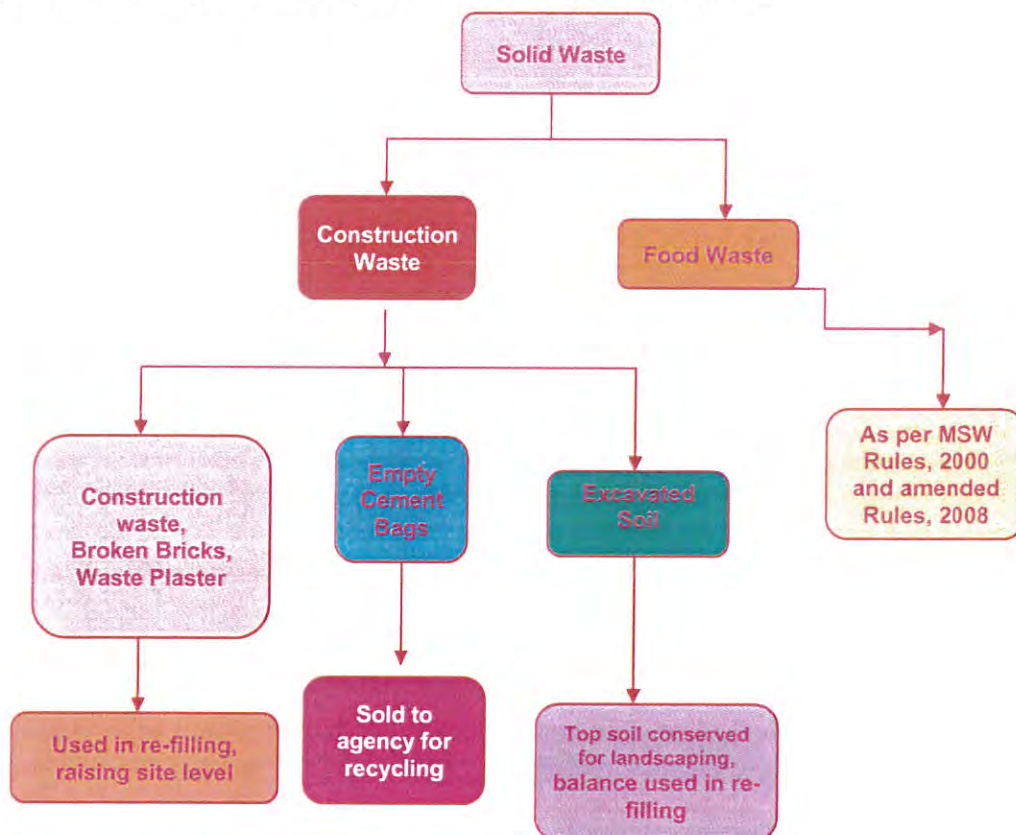 Solid Waste
Construction
Waste
Food Waste
Construction
waste,
Broken Bricks,
Waste Plaster
Empty
Cement
Bags
Excavated
Soil
As per MSW
Rules, 2000
and amended
Rules, 2008
Used in re-filling,
raising site level
Sold to
agency for
recycling
Top soil conserved
for landscaping,
balance used in re-
filling